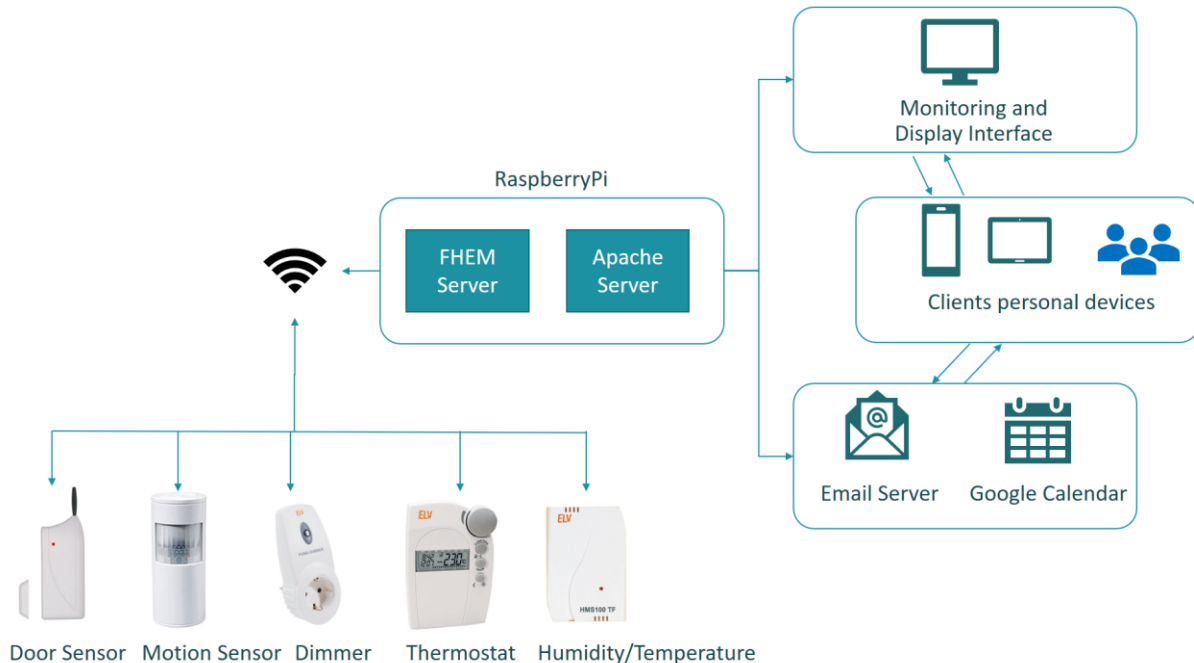 Monitoring and
Display Interface
RaspberryPi
FHEM
Server
Apache
Server
Clients personal devices
@
Email Server
Google Calendar
ELV
ELV
ELV
HMS100 TF
Door Sensor
Motion Sensor
Dimmer
Thermostat
Humidity/Temperature